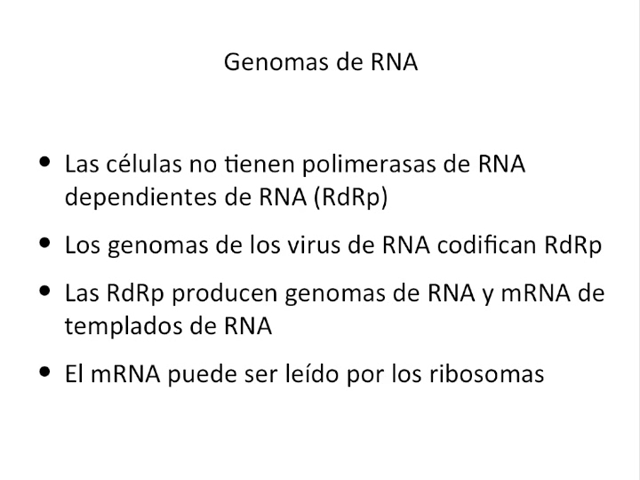 Genomas de RNA
• Las células no tienen polimerasas de RNA
dependientes de RNA (RdRp)
• Los genomas de los virus de RNA codifican RdRp
• Las RdRp producen genomas de RNA y mRNA de
templados de RNA
• El mRNA puede ser leído por los ribosomas